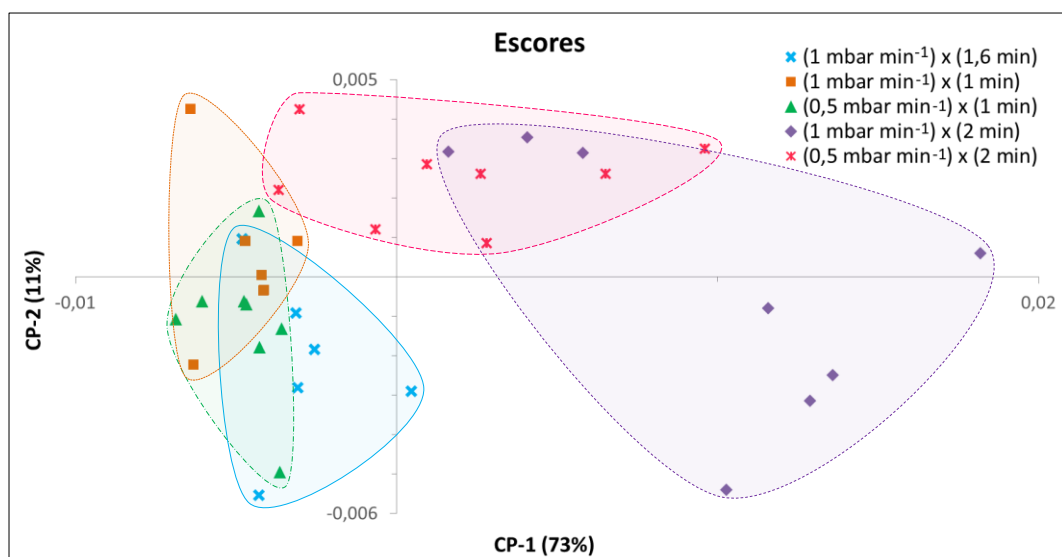 Escores
(1 mbar min⁻¹) x (1,6 min)
(1 mbar min⁻¹) x (1 min)
(0,5 mbar min⁻¹) x (1 min)
(1 mbar min⁻¹) x (2 min)
(0,5 mbar min⁻¹) x (2 min)
0,005
-0,01
0,02
CP-2 (11%)
-0,006
CP-1 (73%)